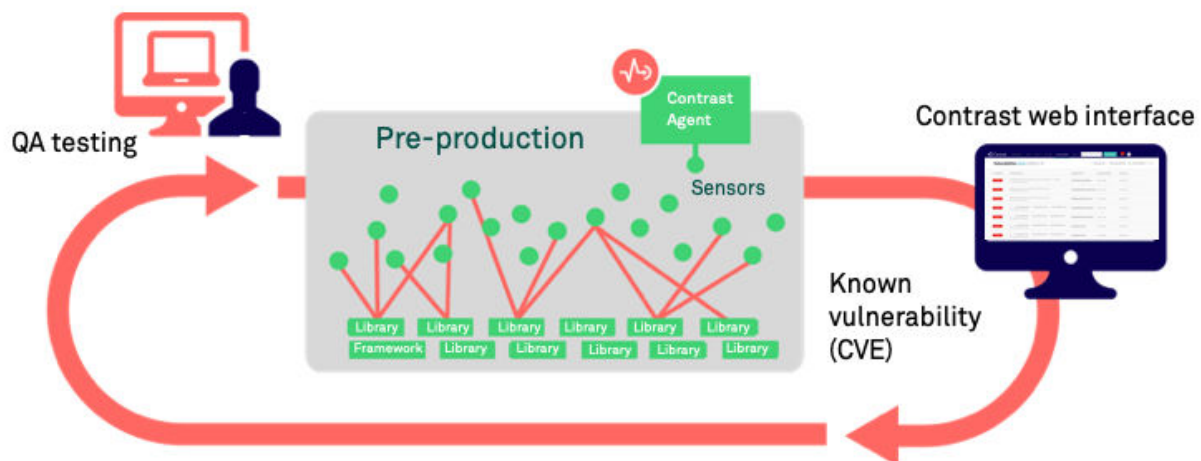 QA testing
Pre-production
Contrast
Agent
Sensors
Contrast web interface
Known
vulnerability
(CVE)
Library
Library
Library
Library
Library
Library
Framework
Library
Library
Library
Library
Library